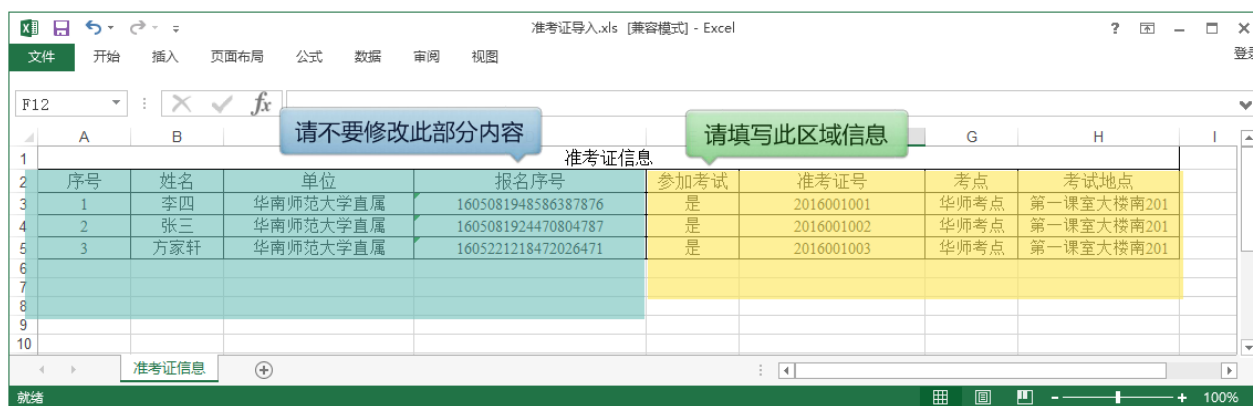 准考证导入.xls [兼容模式] - Excel
文件 开始 插入 页面布局 公式 数据 审阅 视图 登录
F12 fx
请不要修改此部分内容 请填写此区域信息
A B G H I
1 准考证信息
2 序号 姓名 单位 报名序号 参加考试 准考证号 考点 考试地点
3 1 李四 华南师范大学直属 160508194858638787​6 是 2016001001 华师考点 第一课室大楼南201
4 2 张三 华南师范大学直属 1605081924470804787 是 2016001002 华师考点 第一课室大楼南201
5 3 方家轩 华南师范大学直属 1605221218472026471 是 2016001003 华师考点 第一课室大楼南201
6
7
8
9
10
准考证信息
就绪 100%